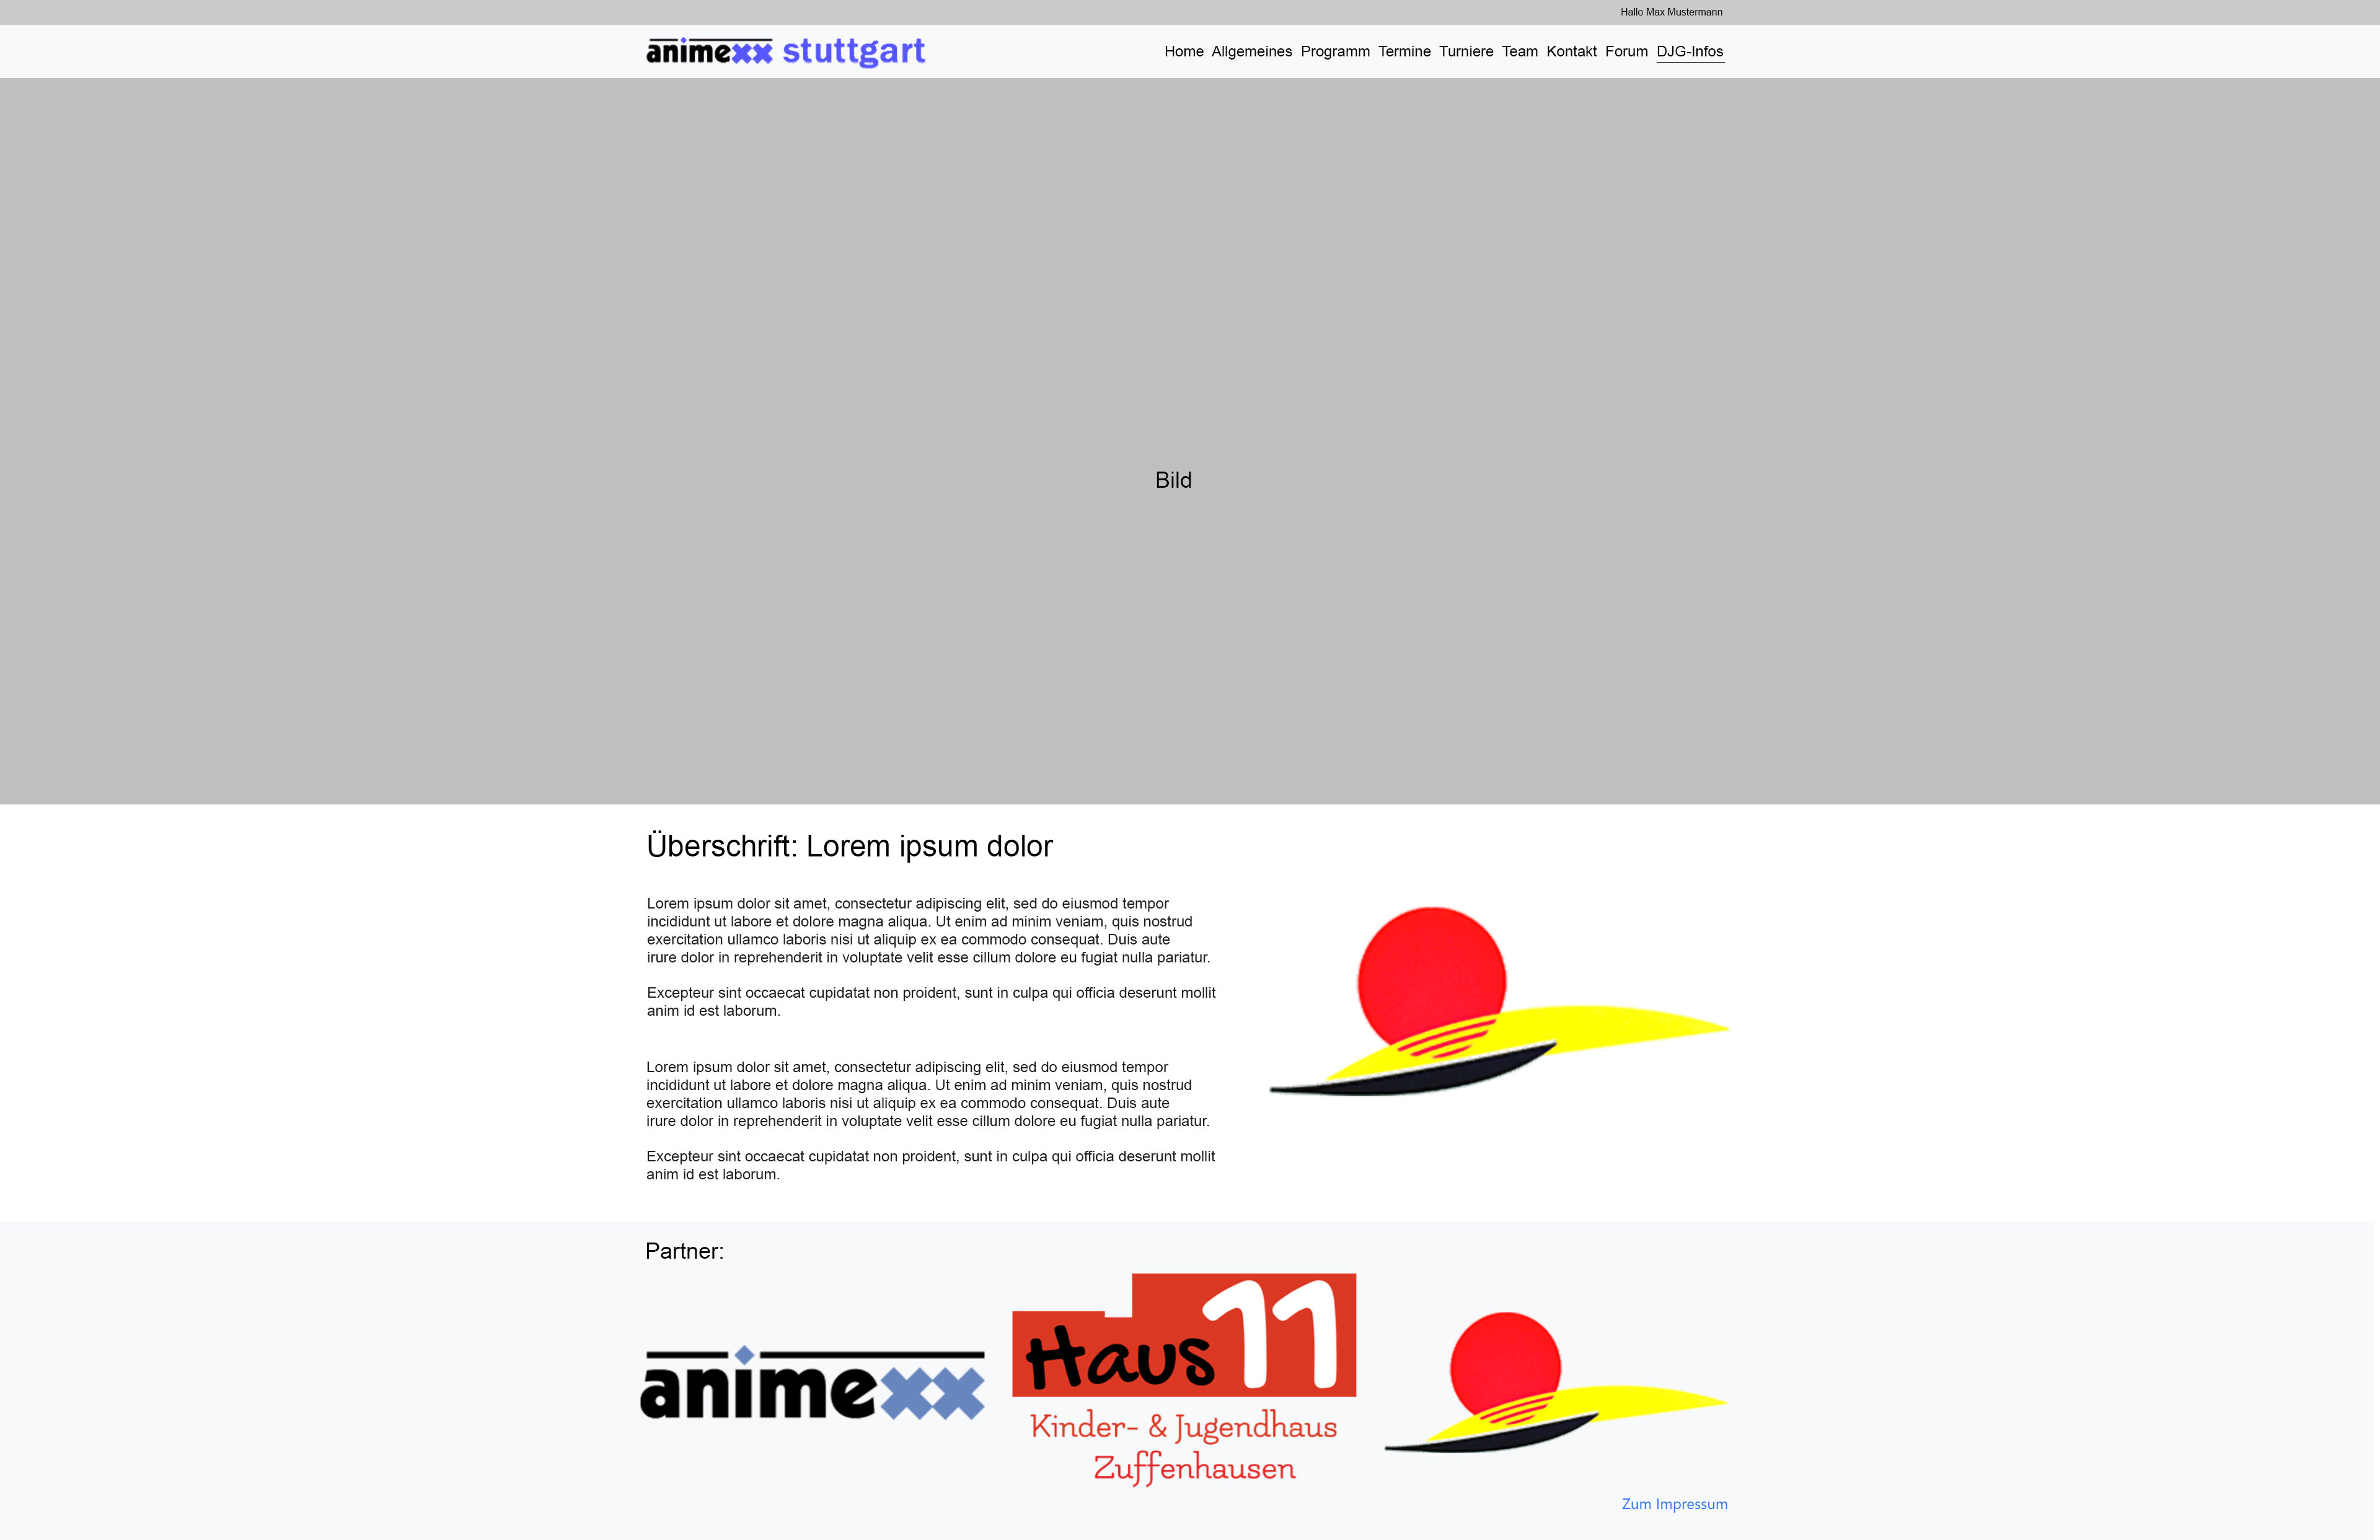 Hallo Max Mustermann
animexx stuttgart
Home Allgemeines Programm Termine Turniere Team Kontakt Forum DJG-Infos
Bild
Überschrift: Lorem ipsum dolor
Lorem ipsum dolor sit amet, consectetur adipiscing elit, sed do eiusmod tempor
incididunt ut labore et dolore magna aliqua. Ut enim ad minim veniam, quis nostrud
exercitation ullamco laboris nisi ut aliquip ex ea commodo consequat. Duis aute
irure dolor in reprehenderit in voluptate velit esse cillum dolore eu fugiat nulla pariatur.
Excepteur sint occaecat cupidatat non proident, sunt in culpa qui officia deserunt mollit
anim id est laborum.
Lorem ipsum dolor sit amet, consectetur adipiscing elit, sed do eiusmod tempor
incididunt ut labore et dolore magna aliqua. Ut enim ad minim veniam, quis nostrud
exercitation ullamco laboris nisi ut aliquip ex ea commodo consequat. Duis aute
irure dolor in reprehenderit in voluptate velit esse cillum dolore eu fugiat nulla pariatur.
Excepteur sint occaecat cupidatat non proident, sunt in culpa qui officia deserunt mollit
anim id est laborum.
Partner:
animexx
Haus 11
Kinder- & Jugendhaus
Zuffenhausen
Zum Impressum